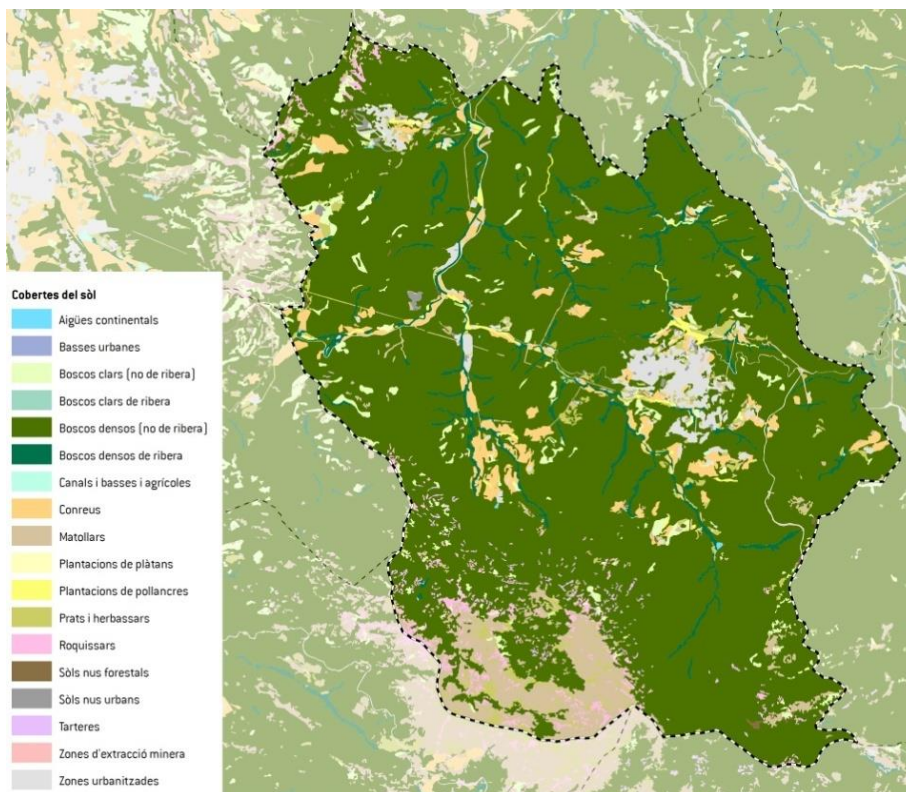 Cobertes del sòl
Aigües continentals
Basses urbanes
Boscos clars (no de ribera)
Boscos clars de ribera
Boscos densos (no de ribera)
Boscos densos de ribera
Canals i basses i agrícoles
Conreus
Matollars
Plantacions de plàtans
Plantacions de pollancres
Prats i herbassars
Roquissars
Sòls nus forestals
Sòls nus urbans
Tarteres
Zones d'extracció minera
Zones urbanitzades